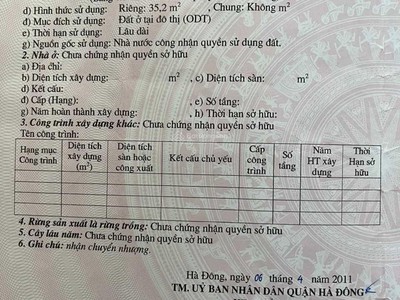 d) Hình thức sử dụng: Riêng: 35,2 m² , Chung: Không m²
đ) Mục đích sử dụng: Đất ở tại đô thị (ODT)
e) Thời hạn sử dụng: Lâu dài
g) Nguồn gốc sử dụng: Nhà nước công nhận quyền sử dụng đất.
2. Nhà ở: Chưa chứng nhận quyền sở hữu
a) Địa chỉ:
b) Diện tích xây dựng: m² , c) Diện tích sàn: m²
d) Kết cấu:
đ) Cấp (Hạng): , e) Số tầng:
g) Năm hoàn thành xây dựng: , h) Thời hạn sở hữu:
3. Công trình xây dựng khác: Chưa chứng nhận quyền sở hữu
Tên công trình:
Hạng mục Công trình
Diện tích xây dựng (m²)
Diện tích sàn hoặc công xuất
Kết cấu chủ yếu
Cấp công trình
Số tầng
Năm HT xây dựng
Thời Hạn sở hữu
4. Rừng sản xuất là rừng trồng: Chưa chứng nhận quyền sở hữu
5. Cây lâu năm: Chưa chứng nhận quyền sở hữu
6. Ghi chú: nhận chuyển nhượng.
Hà Đông, ngày 06 tháng 4 năm 2011
TM. UỶ BAN NHÂN DÂN QUẬN HÀ ĐÔNG